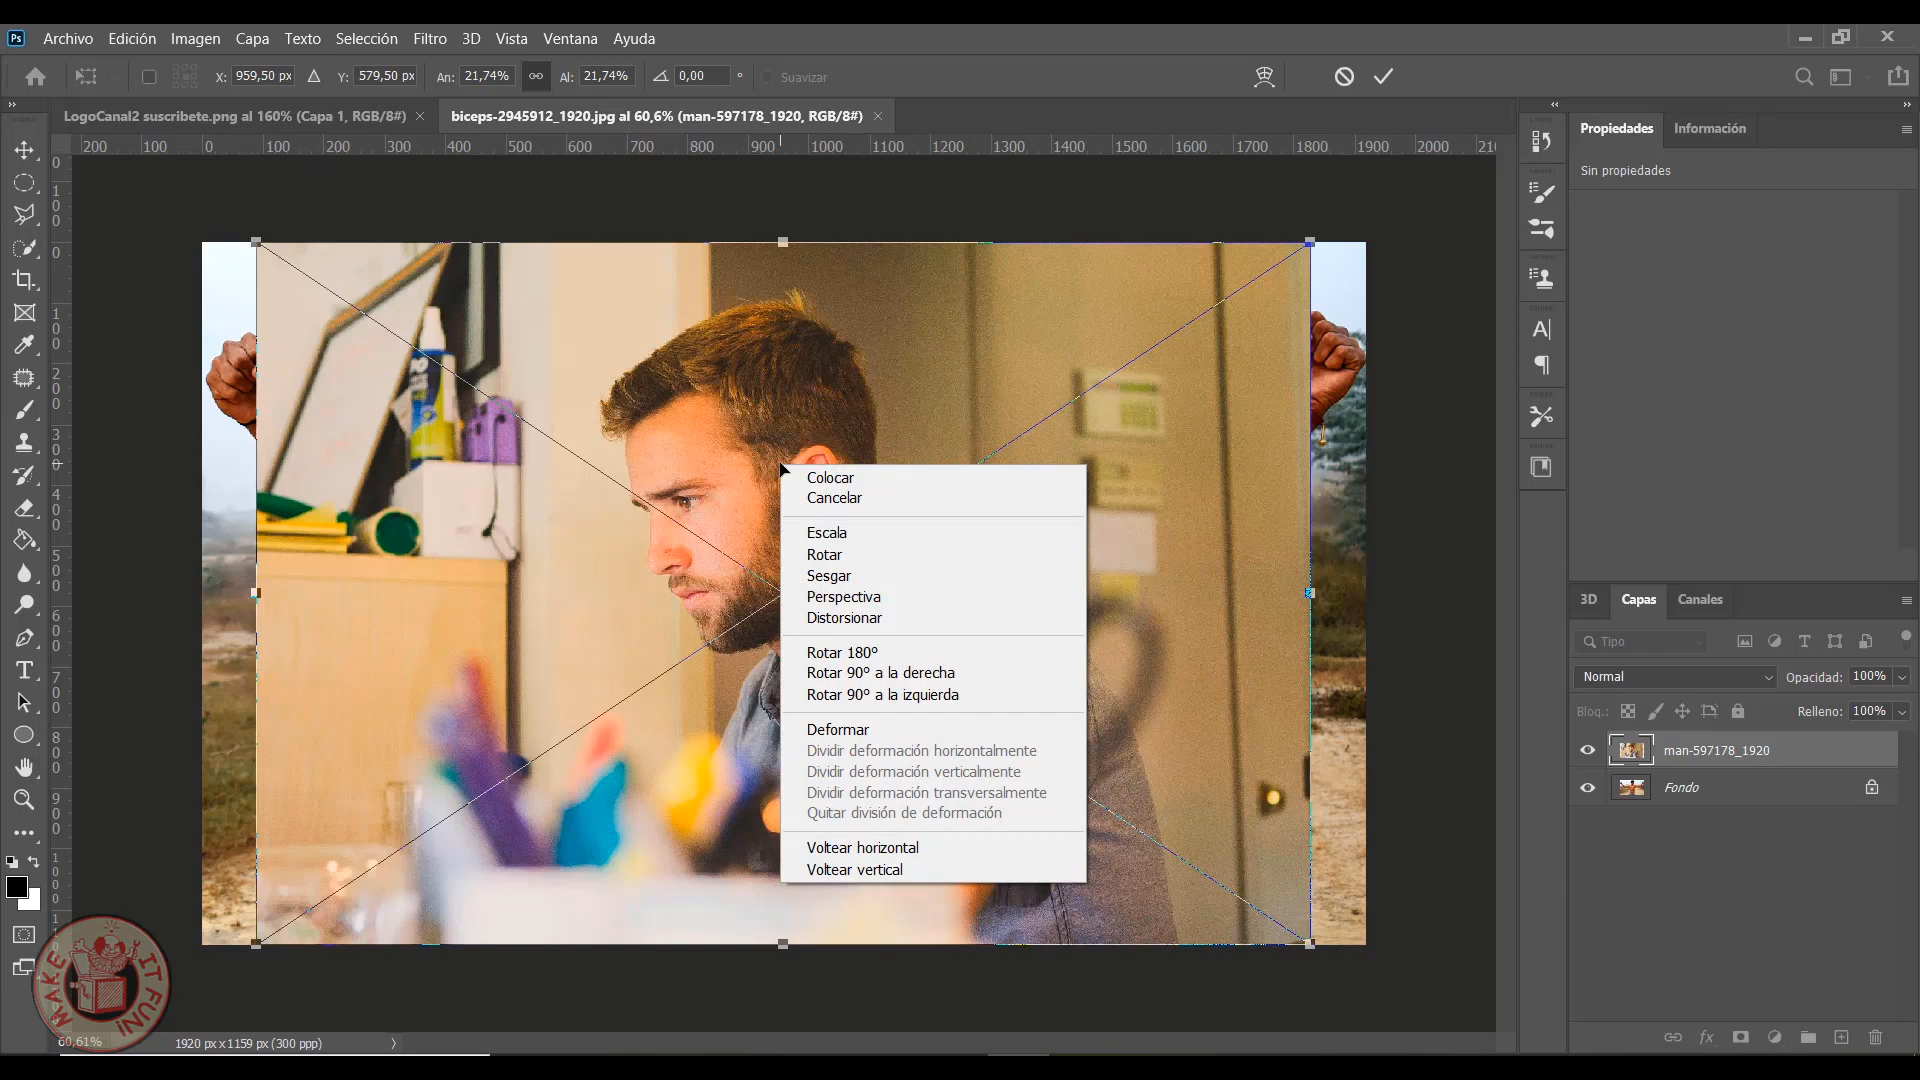 Ps Archivo Edición Imagen Capa Texto Selección Filtro 3D Vista Ventana Ayuda
X: 959,50 px Y: 579,50 px An: 21,74% Al: 21,74% 0,00 ° Suavizar
LogoCanal2 suscribete.png al 160% (Capa 1, RGB/8#) biceps-2945912_1920.jpg al 60,6% (man-597178_1920, RGB/8#)
Propiedades Información
200 100 0 100 200 300 400 500 600 700 800 900 1000 1100 1200 1300 1400 1500 1600 1700 1800 1900 2000
Sin propiedades
Colocar
Cancelar
Escala
Rotar
Sesgar
Perspectiva
Distorsionar
Rotar 180º
Rotar 90º a la derecha
Rotar 90º a la izquierda
Deformar
Dividir deformación horizontalmente
Dividir deformación verticalmente
Dividir deformación transversalmente
Quitar división de deformación
Voltear horizontal
Voltear vertical
3D Capas Canales
Tipo
Normal Opacidad: 100%
Bloq.: Relleno: 100%
man-597178_1920
Fondo
fx
MAKE IT FUN!
60,61% 1920 px x 1159 px (300 ppp)